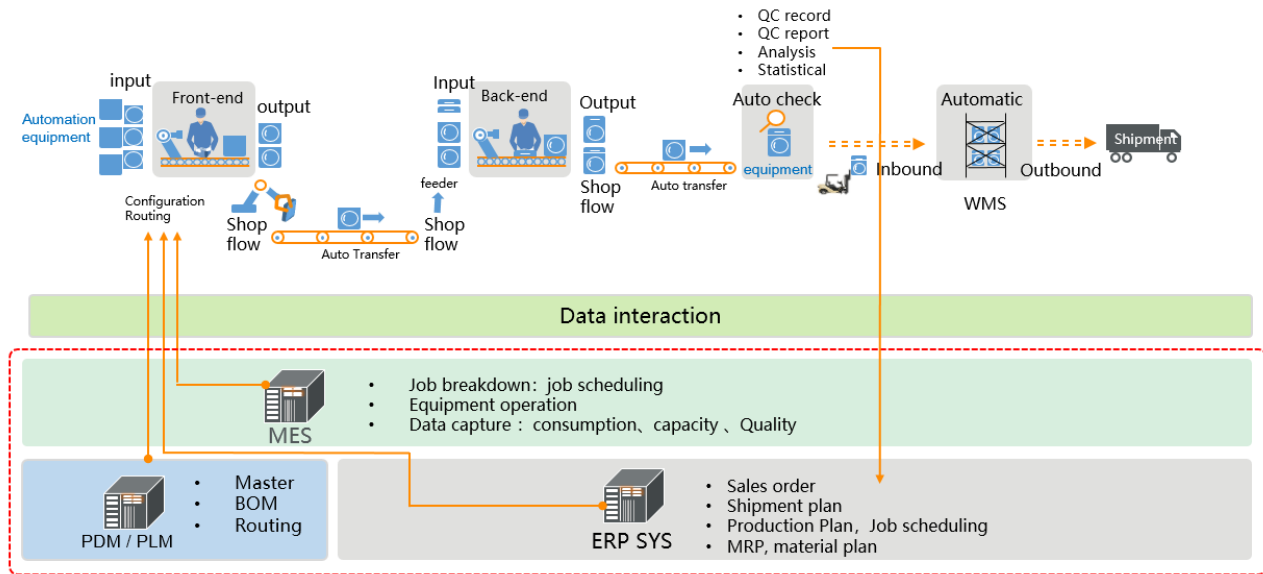 • QC record
• QC report
• Analysis
• Statistical
input
Front-end
output
Automation
equipment
Input
Back-end
Output
Auto check
equipment
Automatic
Shipment
Inbound
Outbound
WMS
feeder
Configuration
Routing
Shop
flow
Auto Transfer
Shop
flow
Shop
flow
Auto transfer
Data interaction
MES
• Job breakdown：job scheduling
• Equipment operation
• Data capture ：consumption、capacity 、Quality
PDM / PLM
• Master
• BOM
• Routing
ERP SYS
• Sales order
• Shipment plan
• Production Plan，Job scheduling
• MRP, material plan